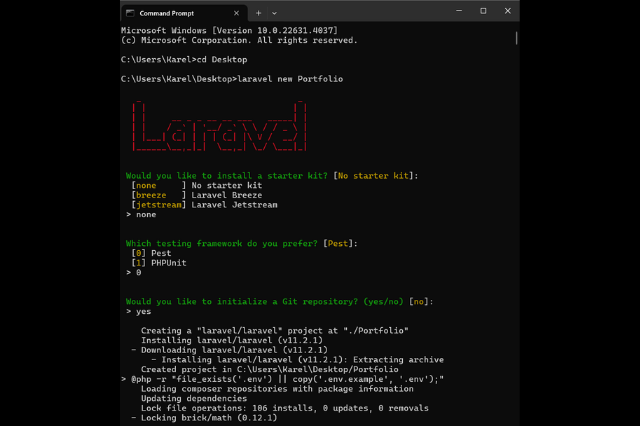 Command Prompt
Microsoft Windows [Version 10.0.22631.4037]
(c) Microsoft Corporation. All rights reserved.
C:\Users\Karel>cd Desktop
C:\Users\Karel\Desktop>laravel new Portfolio
Laravel
Would you like to install a starter kit? [No starter kit]:
[none     ] No starter kit
[breeze   ] Laravel Breeze
[jetstream] Laravel Jetstream
> none
Which testing framework do you prefer? [Pest]:
[0] Pest
[1] PHPUnit
> 0
Would you like to initialize a Git repository? (yes/no) [no]:
> yes
Creating a "laravel/laravel" project at "./Portfolio"
Installing laravel/laravel (v11.2.1)
- Downloading laravel/laravel (v11.2.1)
- Installing laravel/laravel (v11.2.1): Extracting archive
Created project in C:\Users\Karel\Desktop/Portfolio
> @php -r "file_exists('.env') || copy('.env.example', '.env');"
Loading composer repositories with package information
Updating dependencies
Lock file operations: 106 installs, 0 updates, 0 removals
- Locking brick/math (0.12.1)